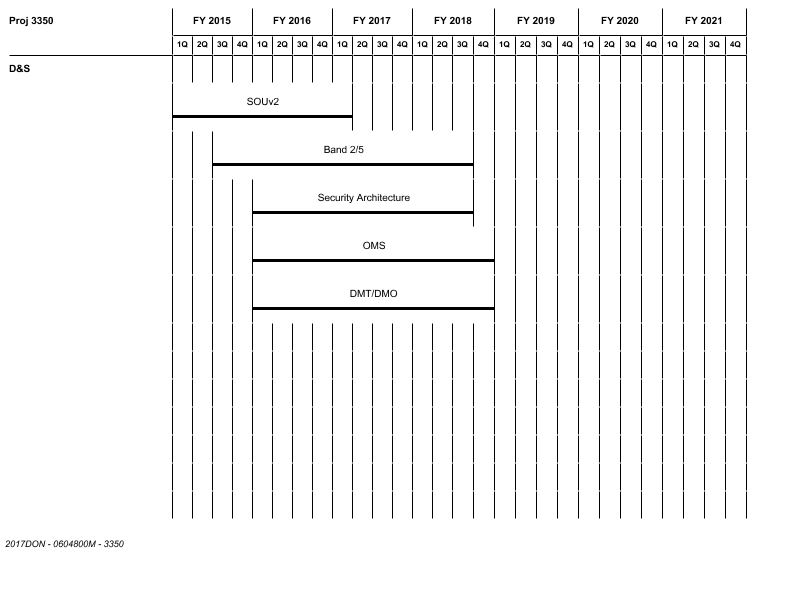 Proj 3350 FY 2015 FY 2016 FY 2017 FY 2018 FY 2019 FY 2020 FY 2021
1Q 2Q 3Q 4Q 1Q 2Q 3Q 4Q 1Q 2Q 3Q 4Q 1Q 2Q 3Q 4Q 1Q 2Q 3Q 4Q 1Q 2Q 3Q 4Q 1Q 2Q 3Q 4Q
D&S
SOUv2
Band 2/5
Security Architecture
OMS
DMT/DMO
2017DON - 0604800M - 3350